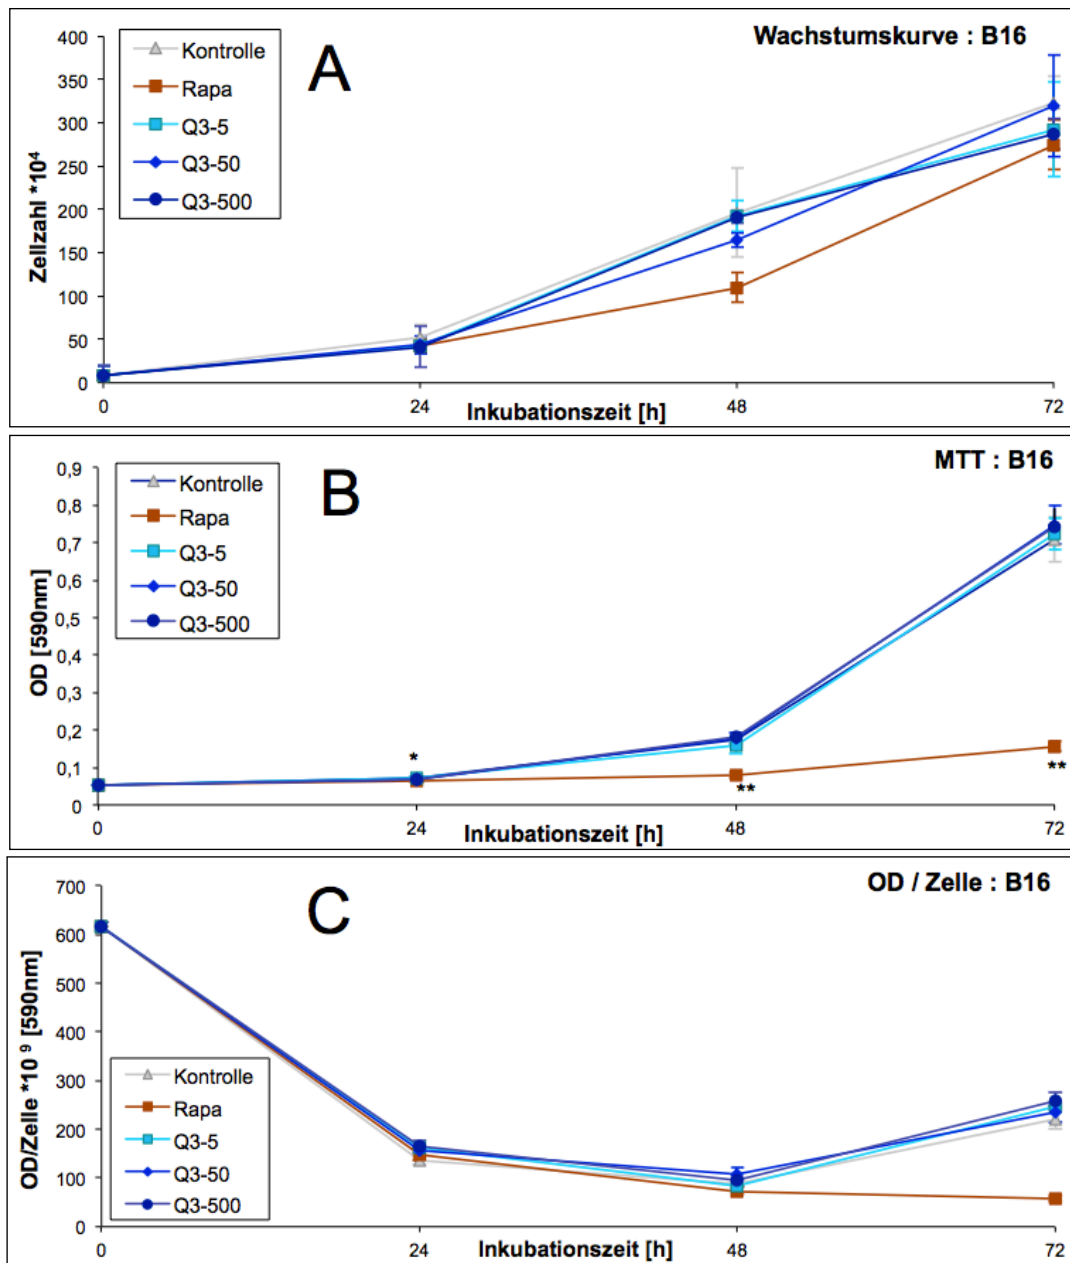 Wachstumskurve : B16
A
Kontrolle
Rapa
Q3-5
Q3-50
Q3-500
Zellzahl *10⁴
400
350
300
250
200
150
100
50
0
0 24 48 72
Inkubationszeit [h]
MTT : B16
B
Kontrolle
Rapa
Q3-5
Q3-50
Q3-500
OD [590nm]
0,9
0,8
0,7
0,6
0,5
0,4
0,3
0,2
0,1
0
*
**
**
0 24 48 72
Inkubationszeit [h]
OD / Zelle : B16
C
Kontrolle
Rapa
Q3-5
Q3-50
Q3-500
OD/Zelle *10 ⁹ [590nm]
700
600
500
400
300
200
100
0
0 24 48 72
Inkubationszeit [h]